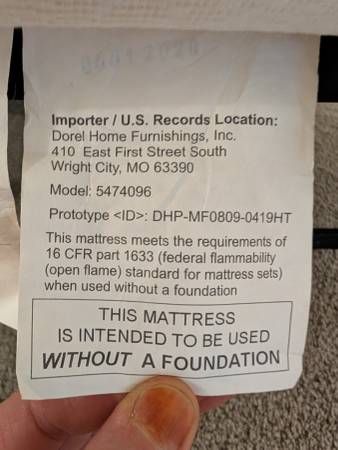 Importer / U.S. Records Location:
Dorel Home Furnishings, Inc.
410 East First Street South
Wright City, MO 63390
Model: 5474096
Prototype <ID>: DHP-MF0809-0419HT
This mattress meets the requirements of
16 CFR part 1633 (federal flammability
(open flame) standard for mattress sets)
when used without a foundation
THIS MATTRESS
IS INTENDED TO BE USED
WITHOUT A FOUNDATION